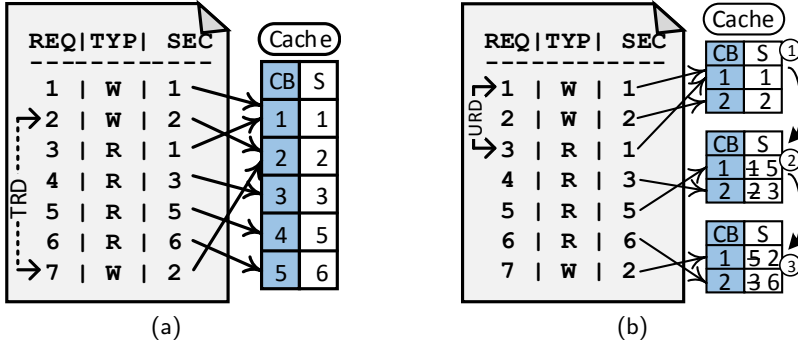 REQ|TYP| SEC
1 | W | 1
2 | W | 2
3 | R | 1
4 | R | 3
5 | R | 5
6 | R | 6
7 | W | 2
TRD
Cache
CB S
1 1
2 2
3 3
4 5
5 6
(a)
REQ|TYP| SEC
1 | W | 1
2 | W | 2
3 | R | 1
4 | R | 3
5 | R | 5
6 | R | 6
7 | W | 2
URD
Cache
CB S 1
1 1
2 2
CB S
1 1 5 2
2 2 3
CB S
1 5 2
2 3 6 3
(b)